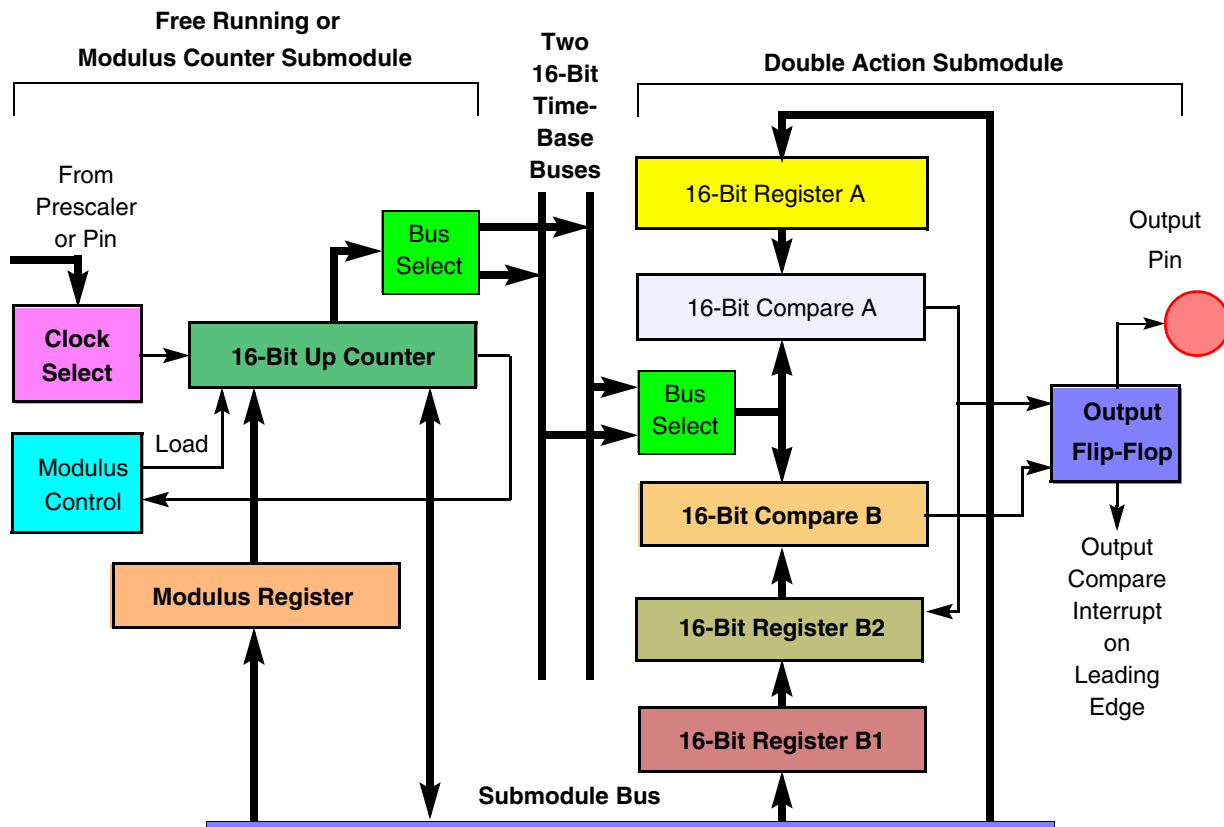 Free Running or
Modulus Counter Submodule
Two
16-Bit
Time-
Base
Buses
Double Action Submodule
From
Prescaler
or Pin
Clock
Select
Modulus
Control
Load
16-Bit Up Counter
Bus
Select
Modulus Register
16-Bit Register A
16-Bit Compare A
Bus
Select
16-Bit Compare B
16-Bit Register B2
16-Bit Register B1
Output
Pin
Output
Flip-Flop
Output
Compare
Interrupt
on
Leading
Edge
Submodule Bus